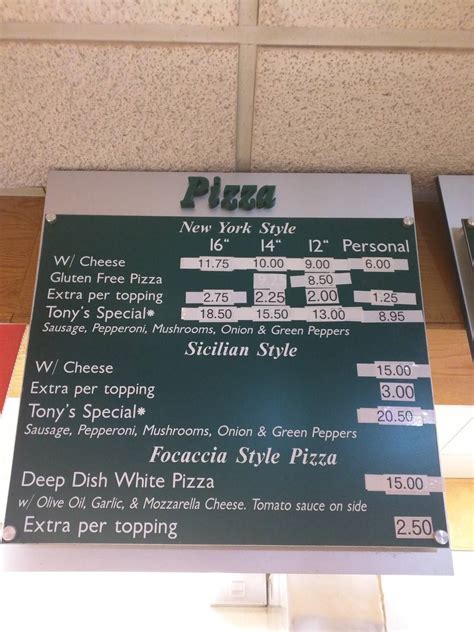 Pizza
New York Style
16" 14" 12" Personal
W/ Cheese 11.75 10.00 9.00 6.00
Gluten Free Pizza 8.50
Extra per topping 2.75 2.25 2.00 1.25
Tony's Special* 18.50 15.50 13.00 8.95
Sausage, Pepperoni, Mushrooms, Onion & Green Peppers
Sicilian Style
W/ Cheese 15.00
Extra per topping 3.00
Tony's Special* 20.50
Sausage, Pepperoni, Mushrooms, Onion & Green Peppers
Focaccia Style Pizza
Deep Dish White Pizza 15.00
w/ Olive Oil, Garlic, & Mozzarella Cheese. Tomato sauce on side
Extra per topping 2.50